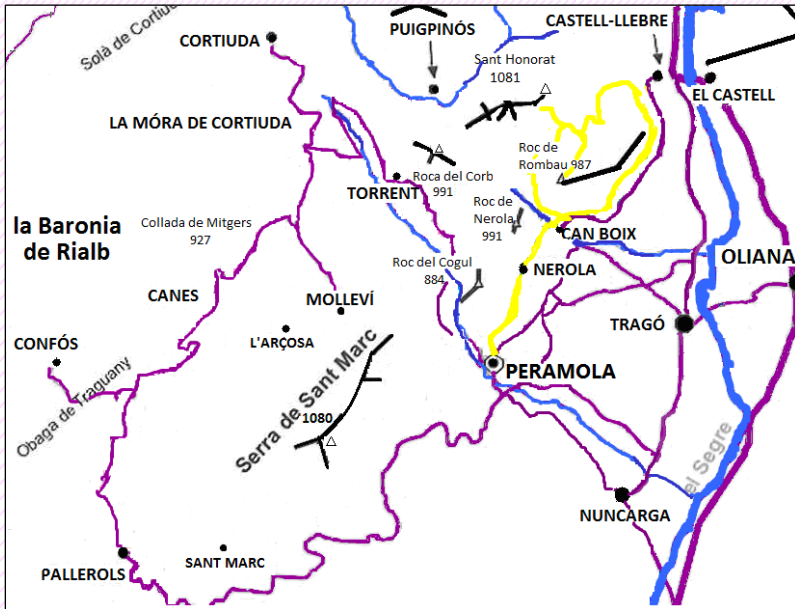 Solà de Cortiuda
CORTIUDA
PUIGPINÓS
CASTELL-LLEBRE
Sant Honorat
1081
EL CASTELL
LA MÓRA DE CORTIUDA
Roc de
Rombau 987
Roca del Corb
991
TORRENT
Roc de
Nerola
991
la Baronia
de Rialb
Collada de Mitgers
927
CAN BOIX
OLIANA
Roc del Cogul
884
NEROLA
CANES
MOLLEVÍ
TRAGÓ
CONFÓS
L'ARÇOSA
PERAMOLA
Obaga de Traguany
Serra de Sant Marc
1080
el Segre
NUNCARGA
SANT MARC
PALLEROLS